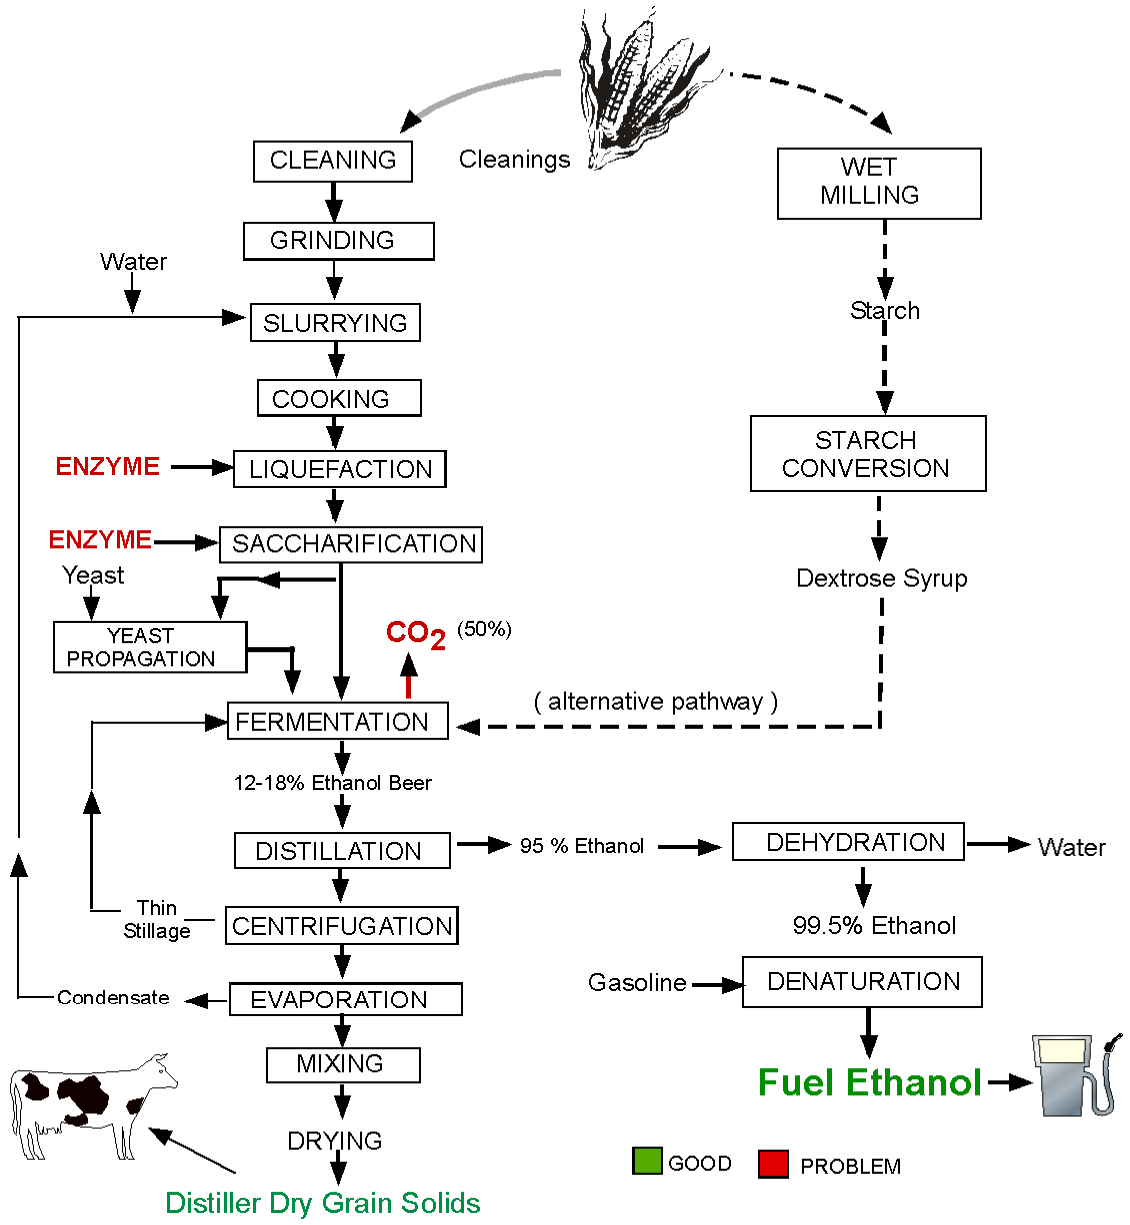 CLEANING
Cleanings
WET
MILLING
GRINDING
Water
SLURRYING
Starch
COOKING
STARCH
CONVERSION
ENZYME
LIQUEFACTION
ENZYME
SACCHARIFICATION
Yeast
Dextrose Syrup
YEAST
PROPAGATION
CO2 (50%)
( alternative pathway )
FERMENTATION
12-18% Ethanol Beer
DISTILLATION
95 % Ethanol
DEHYDRATION
Water
Thin
Stillage
CENTRIFUGATION
99.5% Ethanol
Gasoline
DENATURATION
Condensate
EVAPORATION
MIXING
Fuel Ethanol
DRYING
GOOD
PROBLEM
Distiller Dry Grain Solids